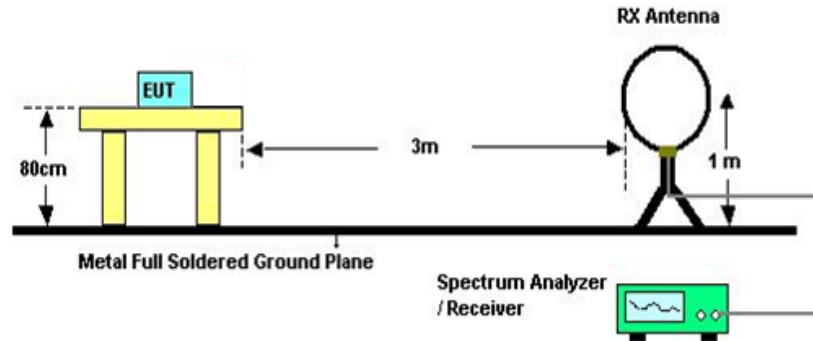 RX Antenna
EUT
3m
80cm
1 m
Metal Full Soldered Ground Plane
Spectrum Analyzer
/ Receiver